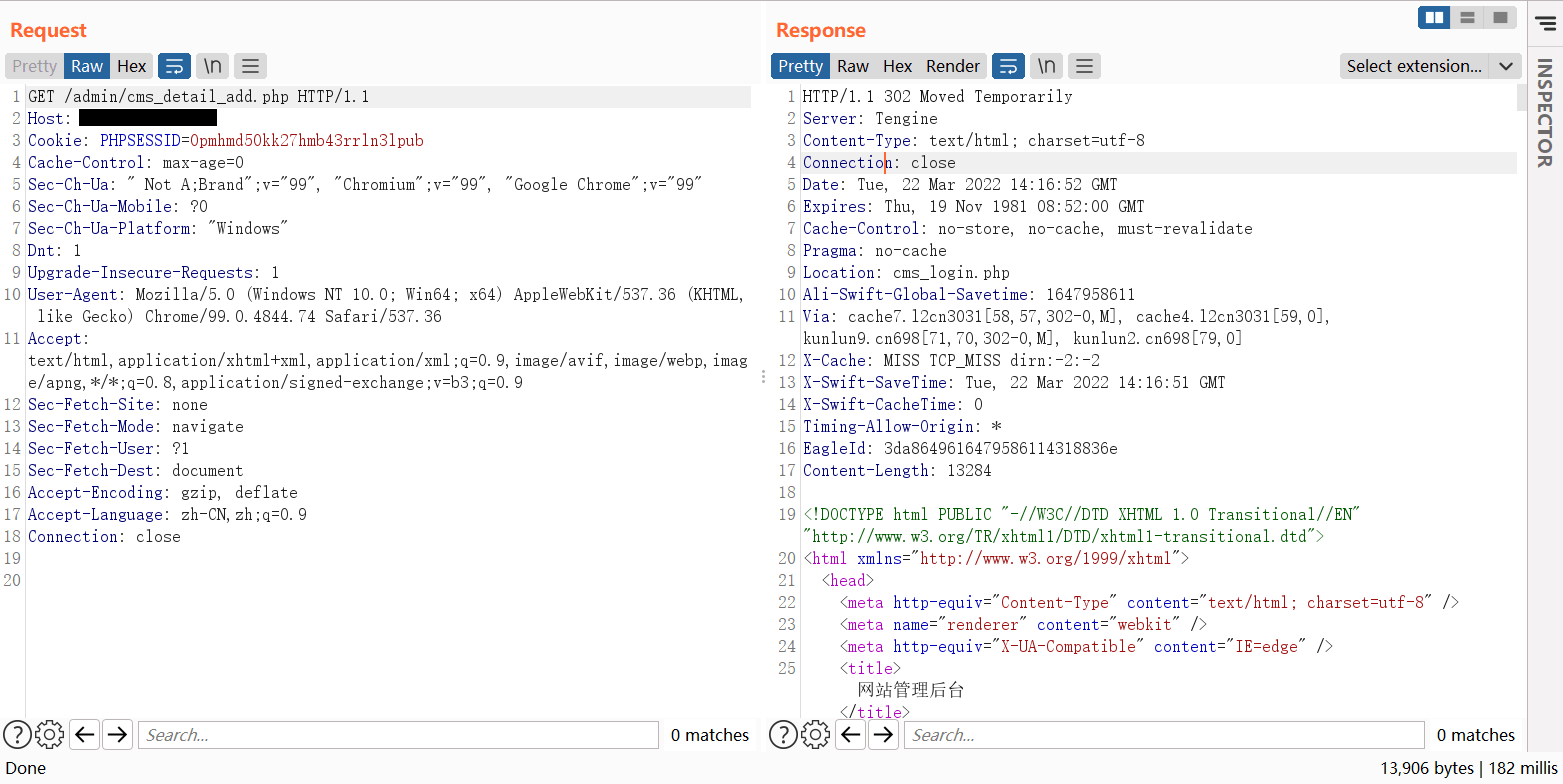 Request
Pretty Raw Hex \n
1 GET /admin/cms_detail_add.php HTTP/1.1
2 Host:
3 Cookie: PHPSESSID=0pmhmd50kk27hmb43rrln3lpub
4 Cache-Control: max-age=0
5 Sec-Ch-Ua: " Not A;Brand";v="99", "Chromium";v="99", "Google Chrome";v="99"
6 Sec-Ch-Ua-Mobile: ?0
7 Sec-Ch-Ua-Platform: "Windows"
8 Dnt: 1
9 Upgrade-Insecure-Requests: 1
10 User-Agent: Mozilla/5.0 (Windows NT 10.0; Win64; x64) AppleWebKit/537.36 (KHTML,
like Gecko) Chrome/99.0.4844.74 Safari/537.36
11 Accept:
text/html,application/xhtml+xml,application/xml;q=0.9,image/avif,image/webp,imag
e/apng,*/*;q=0.8,application/signed-exchange;v=b3;q=0.9
12 Sec-Fetch-Site: none
13 Sec-Fetch-Mode: navigate
14 Sec-Fetch-User: ?1
15 Sec-Fetch-Dest: document
16 Accept-Encoding: gzip, deflate
17 Accept-Language: zh-CN,zh;q=0.9
18 Connection: close
19
20
Search...
0 matches
Response
Pretty Raw Hex Render \n
Select extension...
1 HTTP/1.1 302 Moved Temporarily
2 Server: Tengine
3 Content-Type: text/html; charset=utf-8
4 Connection: close
5 Date: Tue, 22 Mar 2022 14:16:52 GMT
6 Expires: Thu, 19 Nov 1981 08:52:00 GMT
7 Cache-Control: no-store, no-cache, must-revalidate
8 Pragma: no-cache
9 Location: cms_login.php
10 Ali-Swift-Global-Savetime: 1647958611
11 Via: cache7.l2cn3031[58,57,302-0,M], cache4.l2cn3031[59,0],
kunlun9.cn698[71,70,302-0,M], kunlun2.cn698[79,0]
12 X-Cache: MISS TCP_MISS dirn:-2:-2
13 X-Swift-SaveTime: Tue, 22 Mar 2022 14:16:51 GMT
14 X-Swift-CacheTime: 0
15 Timing-Allow-Origin: *
16 EagleId: 3da8649616479586114318836e
17 Content-Length: 13284
18
19 <!DOCTYPE html PUBLIC "-//W3C//DTD XHTML 1.0 Transitional//EN"
"http://www.w3.org/TR/xhtml1/DTD/xhtml1-transitional.dtd">
20 <html xmlns="http://www.w3.org/1999/xhtml">
21 <head>
22 <meta http-equiv="Content-Type" content="text/html; charset=utf-8" />
23 <meta name="renderer" content="webkit" />
24 <meta http-equiv="X-UA-Compatible" content="IE=edge" />
25 <title>
网站管理后台
</title>
Search...
0 matches
INSPECTOR
Done
13,906 bytes | 182 millis